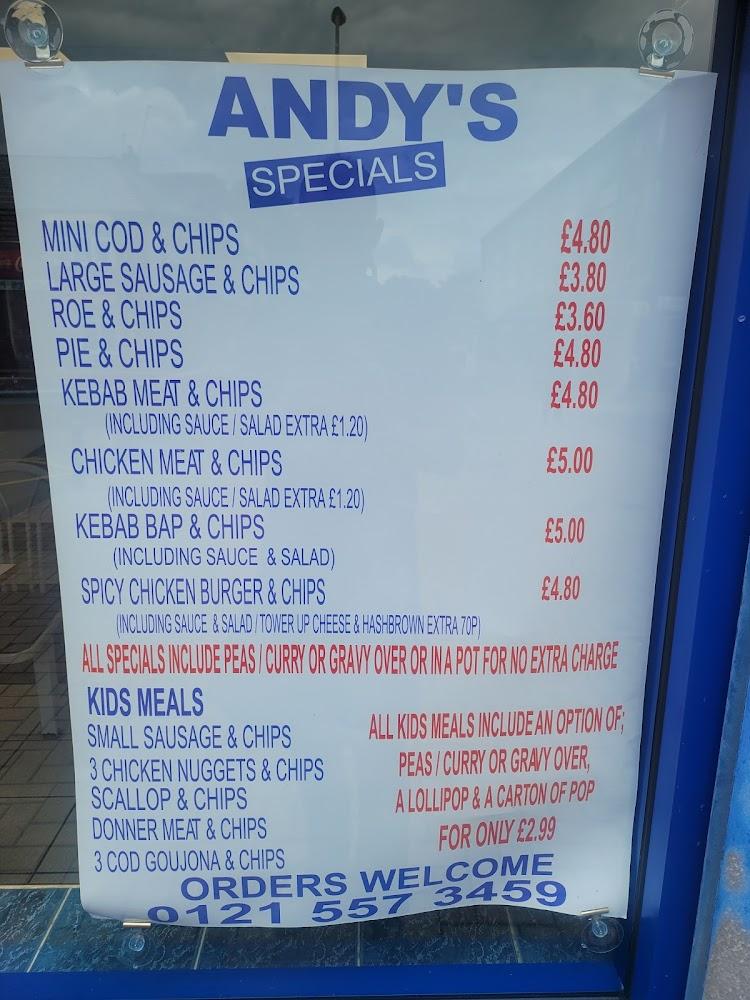 ANDY'S
SPECIALS
MINI COD & CHIPS £4.80
LARGE SAUSAGE & CHIPS £3.80
ROE & CHIPS £3.60
PIE & CHIPS £4.80
KEBAB MEAT & CHIPS £4.80
(INCLUDING SAUCE / SALAD EXTRA £1.20)
CHICKEN MEAT & CHIPS £5.00
(INCLUDING SAUCE / SALAD EXTRA £1.20)
KEBAB BAP & CHIPS £5.00
(INCLUDING SAUCE & SALAD)
SPICY CHICKEN BURGER & CHIPS £4.80
(INCLUDING SAUCE & SALAD / TOWER UP CHEESE & HASHBROWN EXTRA 70P)
ALL SPECIALS INCLUDE PEAS / CURRY OR GRAVY OVER OR IN A POT FOR NO EXTRA CHARGE
KIDS MEALS
SMALL SAUSAGE & CHIPS
3 CHICKEN NUGGETS & CHIPS
SCALLOP & CHIPS
DONNER MEAT & CHIPS
3 COD GOUJONA & CHIPS
ALL KIDS MEALS INCLUDE AN OPTION OF;
PEAS / CURRY OR GRAVY OVER,
A LOLLIPOP & A CARTON OF POP
FOR ONLY £2.99
ORDERS WELCOME
0121 557 3459